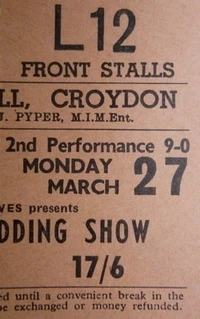 L12
FRONT STALLS
LL, CROYDON
J. PYPER, M.I.M.Ent.
2nd Performance 9-0
MONDAY
MARCH 27
VES presents
DDING SHOW
17/6
ed until a convenient break in the
be exchanged or money refunded.